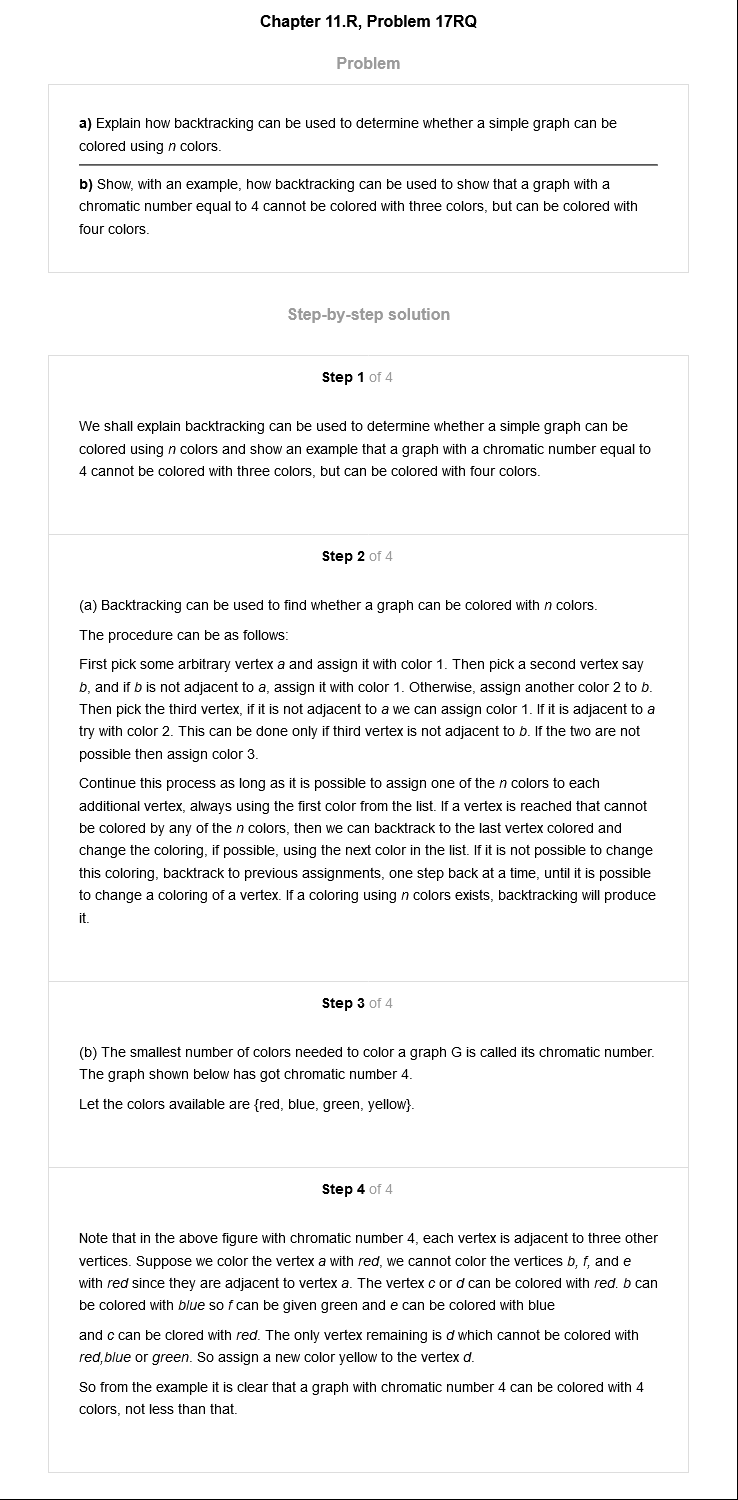 Chapter 11.R, Problem 17RQ
Problem
a) Explain how backtracking can be used to determine whether a simple graph can be
colored using n colors.
b) Show, with an example, how backtracking can be used to show that a graph with a
chromatic number equal to 4 cannot be colored with three colors, but can be colored with
four colors.
Step-by-step solution
Step 1 of 4
We shall explain backtracking can be used to determine whether a simple graph can be
colored using n colors and show an example that a graph with a chromatic number equal to
4 cannot be colored with three colors, but can be colored with four colors.
Step 2 of 4
(a) Backtracking can be used to find whether a graph can be colored with n colors.
The procedure can be as follows:
First pick some arbitrary vertex a and assign it with color 1. Then pick a second vertex say
b, and if b is not adjacent to a, assign it with color 1. Otherwise, assign another color 2 to b.
Then pick the third vertex, if it is not adjacent to a we can assign color 1. If it is adjacent to a
try with color 2. This can be done only if third vertex is not adjacent to b. If the two are not
possible then assign color 3.
Continue this process as long as it is possible to assign one of the n colors to each
additional vertex, always using the first color from the list. If a vertex is reached that cannot
be colored by any of the n colors, then we can backtrack to the last vertex colored and
change the coloring, if possible, using the next color in the list. If it is not possible to change
this coloring, backtrack to previous assignments, one step back at a time, until it is possible
to change a coloring of a vertex. If a coloring using n colors exists, backtracking will produce
it.
Step 3 of 4
(b) The smallest number of colors needed to color a graph G is called its chromatic number.
The graph shown below has got chromatic number 4.
Let the colors available are {red, blue, green, yellow}.
Step 4 of 4
Note that in the above figure with chromatic number 4, each vertex is adjacent to three other
vertices. Suppose we color the vertex a with red, we cannot color the vertices b, f, and e
with red since they are adjacent to vertex a. The vertex c or d can be colored with red. b can
be colored with blue so f can be given green and e can be colored with blue
and c can be clored with red. The only vertex remaining is d which cannot be colored with
red,blue or green. So assign a new color yellow to the vertex d.
So from the example it is clear that a graph with chromatic number 4 can be colored with 4
colors, not less than that.